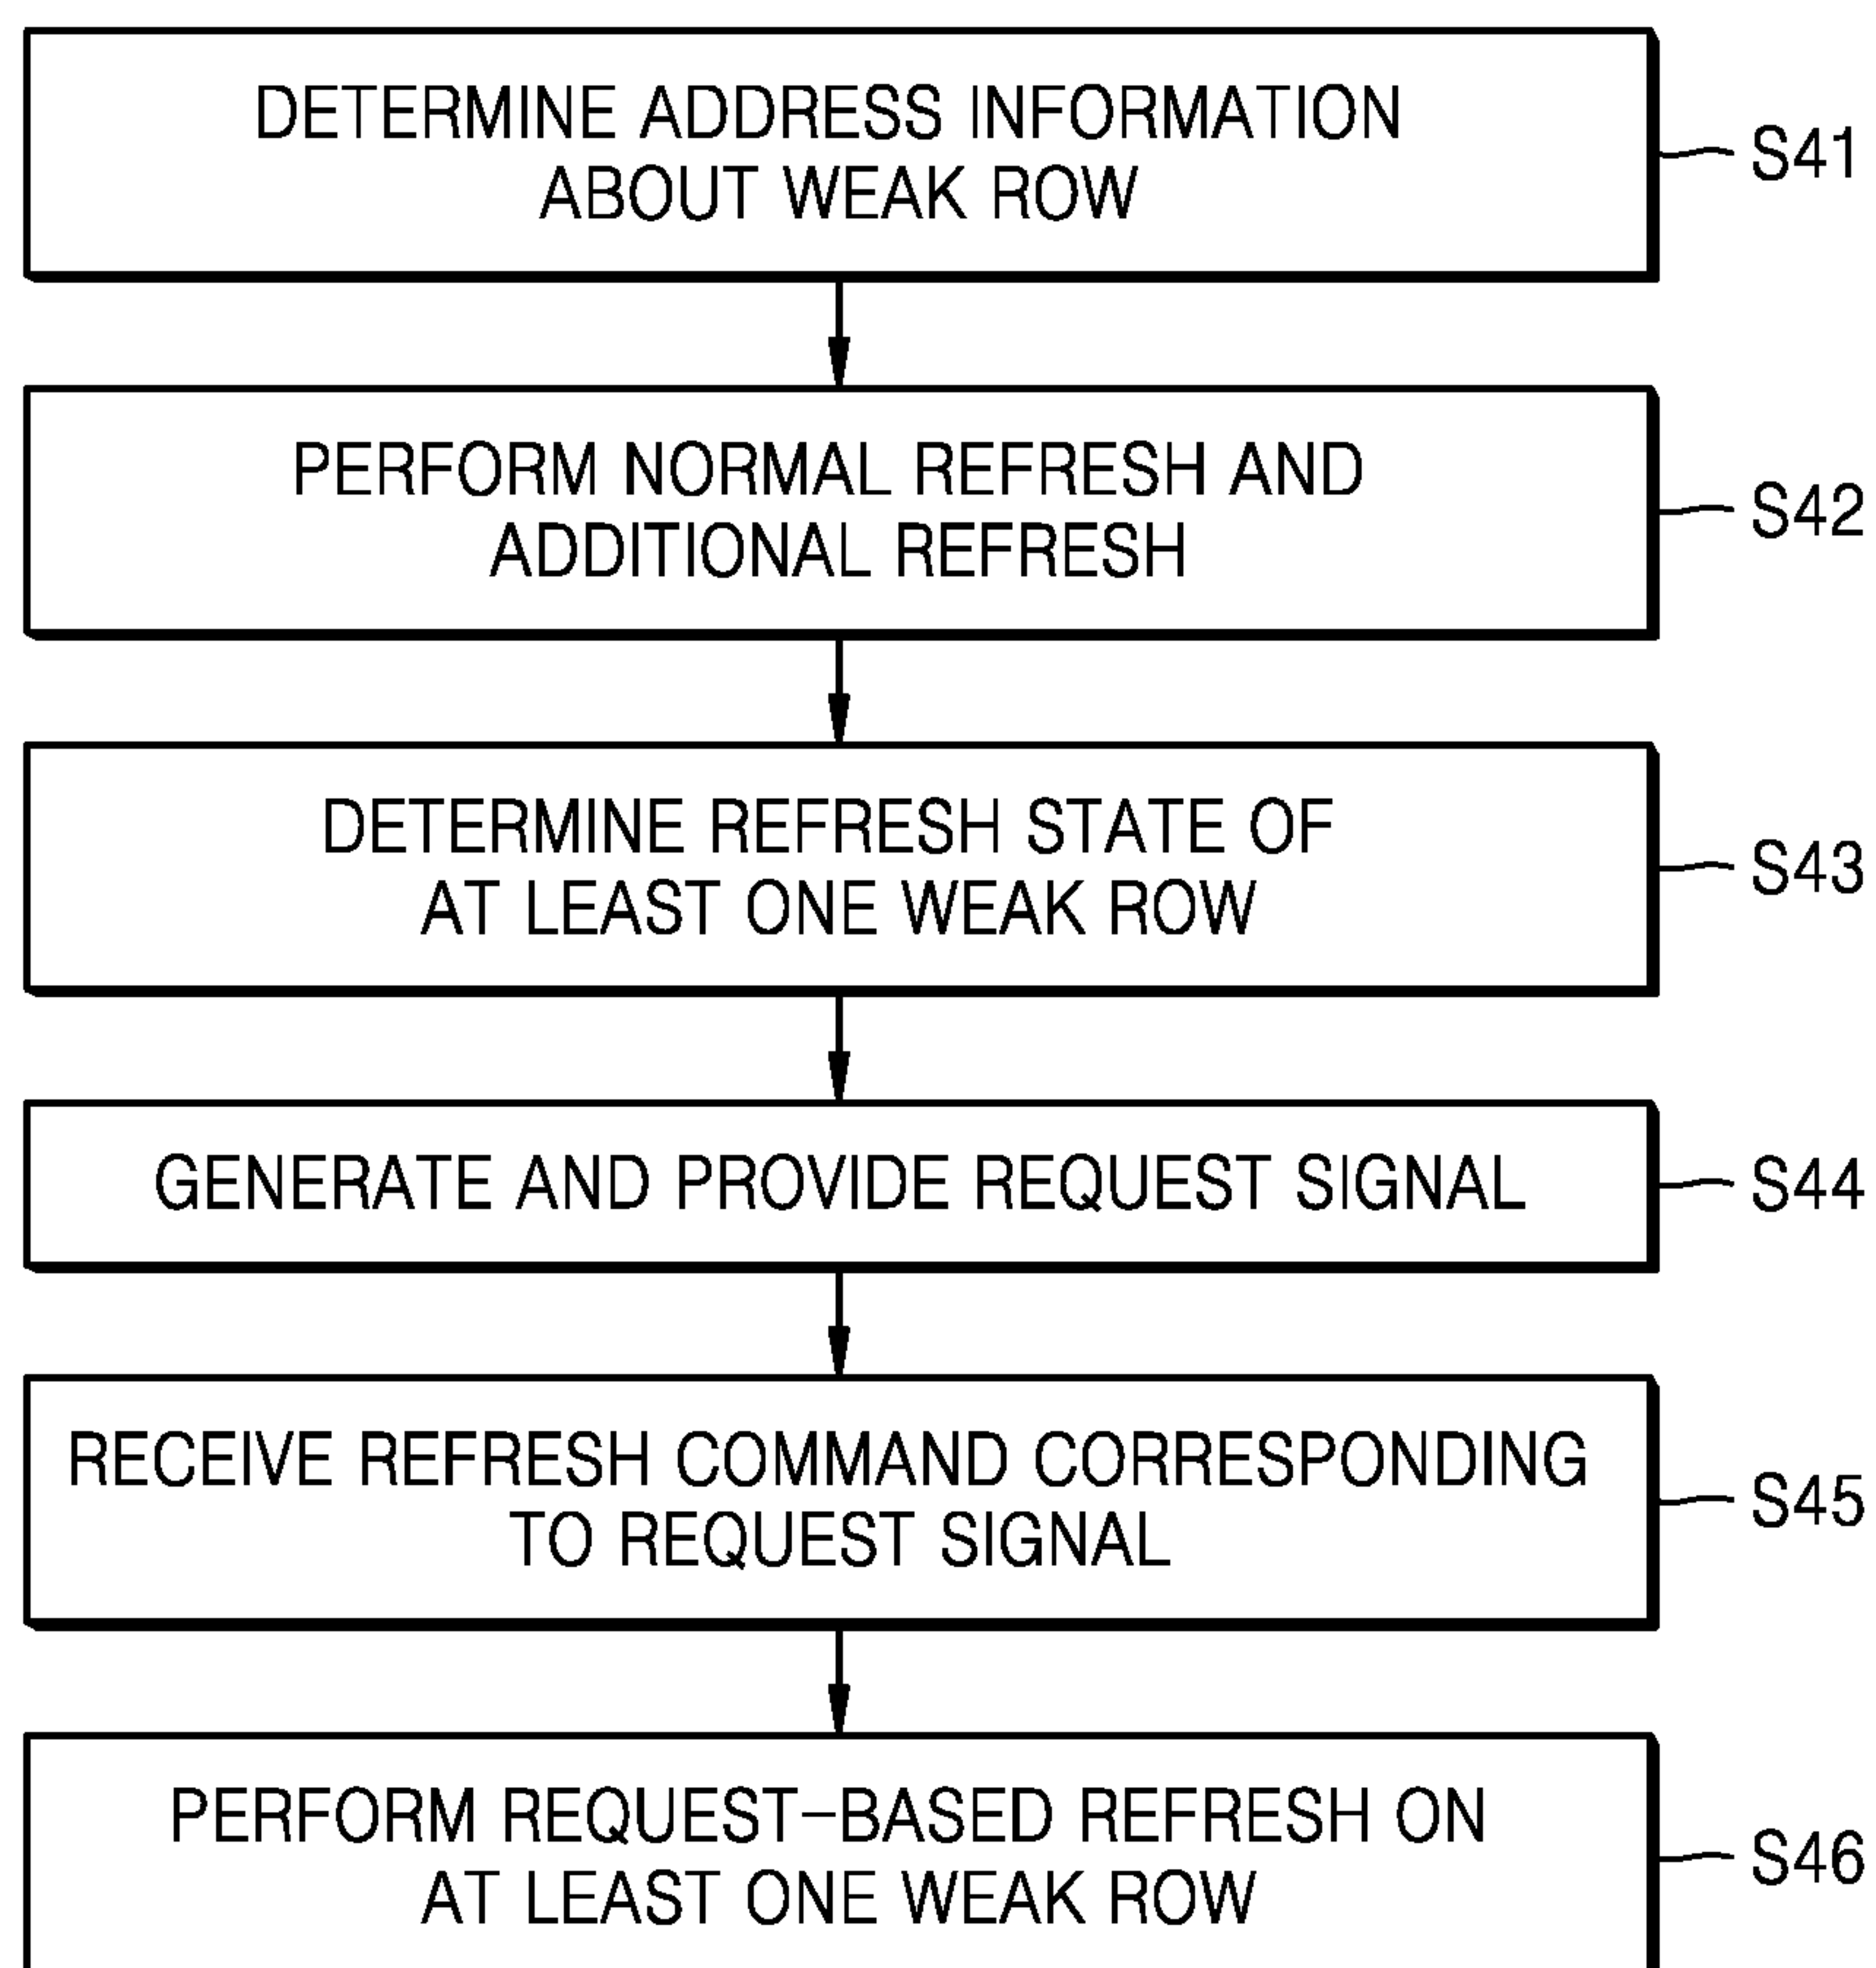 DETERMINE ADDRESS INFORMATION
ABOUT WEAK ROW
S41
PERFORM NORMAL REFRESH AND
ADDITIONAL REFRESH
S42
DETERMINE REFRESH STATE OF
AT LEAST ONE WEAK ROW
S43
GENERATE AND PROVIDE REQUEST SIGNAL
S44
RECEIVE REFRESH COMMAND CORRESPONDING
TO REQUEST SIGNAL
S45
PERFORM REQUEST-BASED REFRESH ON
AT LEAST ONE WEAK ROW
S46